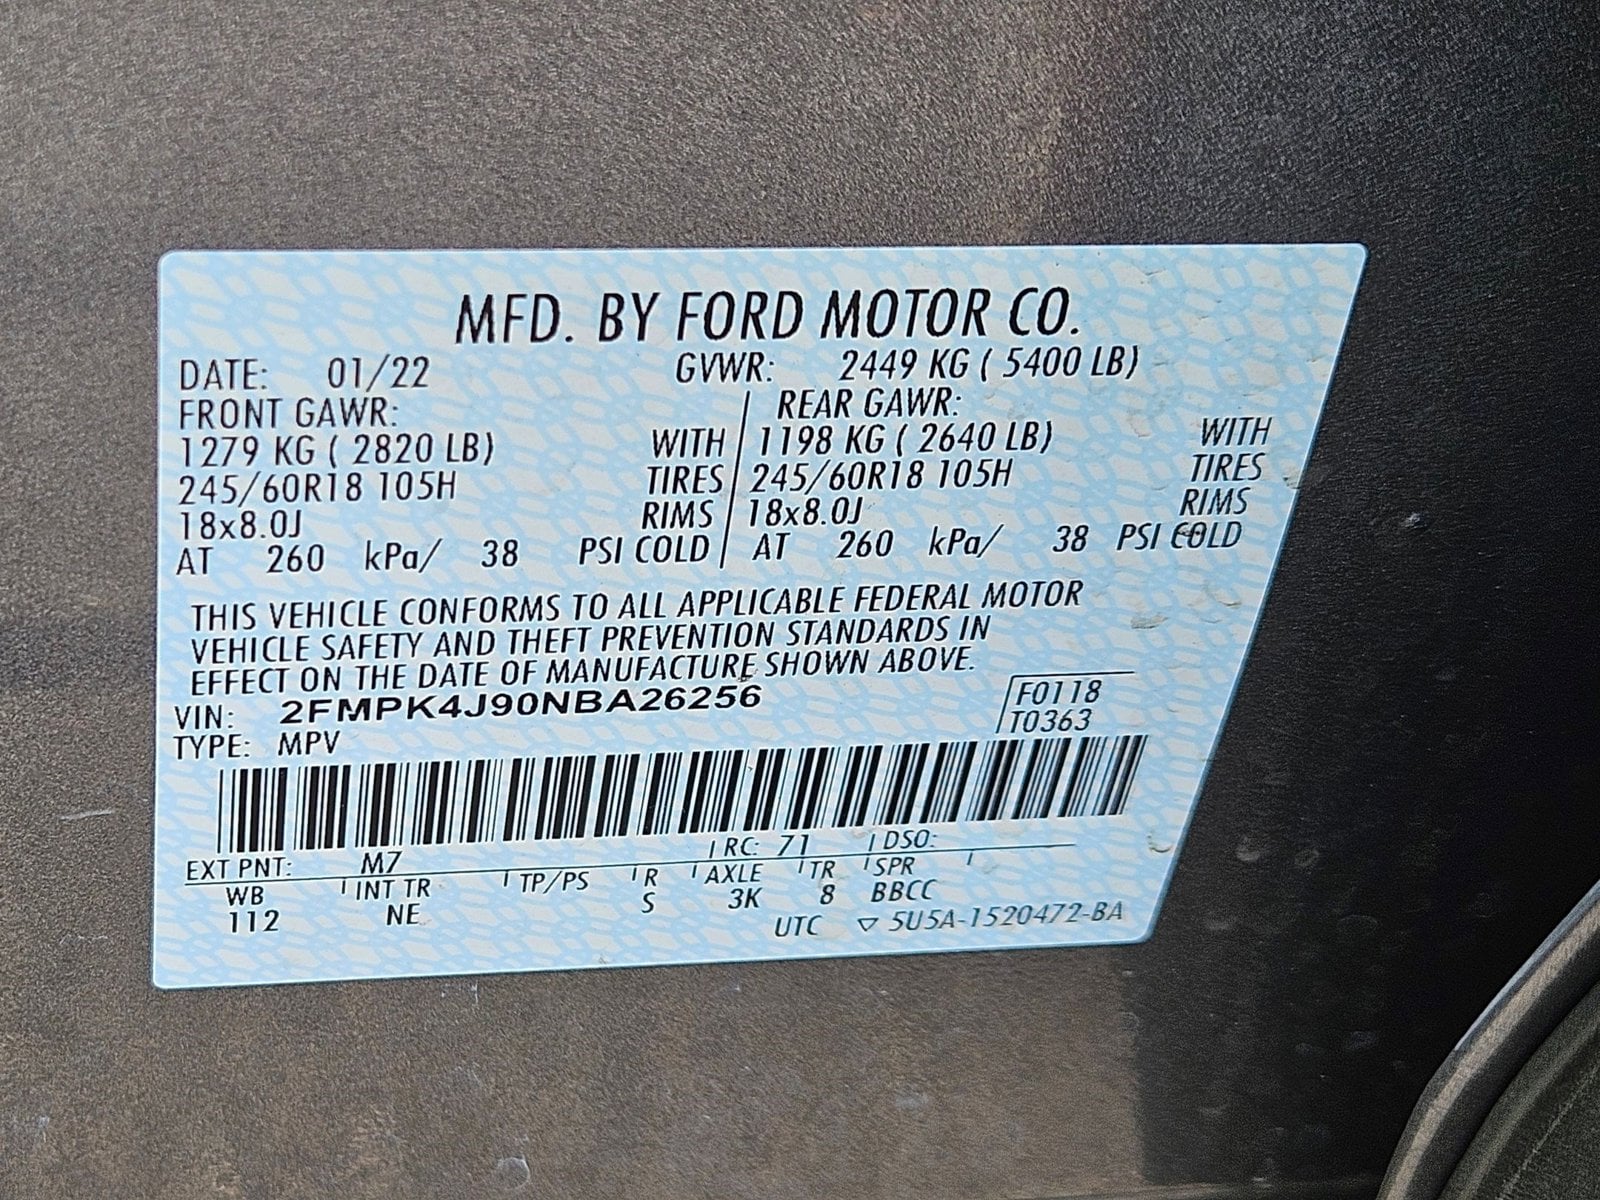 MFD. BY FORD MOTOR CO.
DATE: 01/22 GVWR: 2449 KG ( 5400 LB)
FRONT GAWR: REAR GAWR:
1279 KG ( 2820 LB) WITH 1198 KG ( 2640 LB) WITH
245/60R18 105H TIRES 245/60R18 105H TIRES
18x8.0J RIMS 18x8.0J RIMS
AT 260 kPa/ 38 PSI COLD AT 260 kPa/ 38 PSI COLD
THIS VEHICLE CONFORMS TO ALL APPLICABLE FEDERAL MOTOR
VEHICLE SAFETY AND THEFT PREVENTION STANDARDS IN
EFFECT ON THE DATE OF MANUFACTURE SHOWN ABOVE.
VIN: 2FMPK4J90NBA26256 F0118
TYPE: MPV T0363
EXT PNT: M7 RC: 71 DSO:
WB INT TR TP/PS R AXLE TR SPR
112 NE S 3K 8 BBCC
UTC ▽ 5U5A-1520472-BA